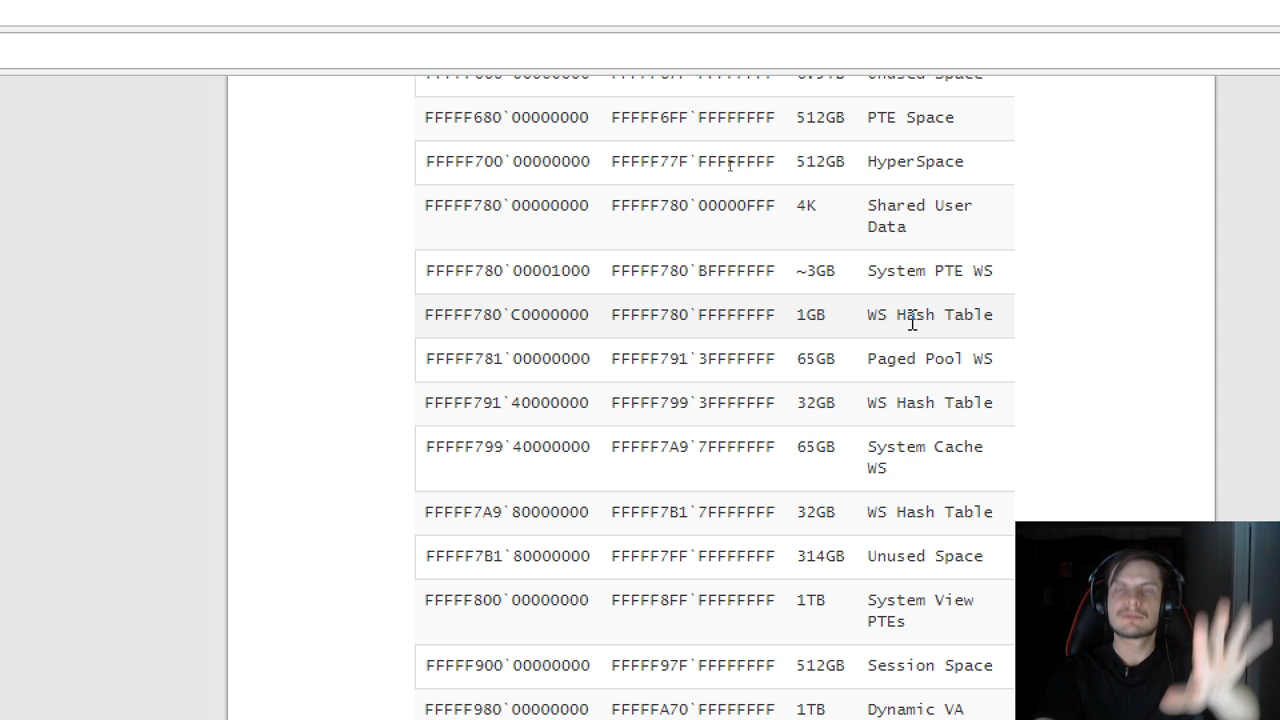 FFFFF680`00000000 FFFFF6FF`FFFFFFFF 512GB PTE Space
FFFFF700`00000000 FFFFF77F`FFFFFFFF 512GB HyperSpace
FFFFF780`00000000 FFFFF780`00000FFF 4K Shared User
Data
FFFFF780`00001000 FFFFF780`BFFFFFFF ~3GB System PTE WS
FFFFF780`C0000000 FFFFF780`FFFFFFFF 1GB WS Hash Table
FFFFF781`00000000 FFFFF791`3FFFFFFF 65GB Paged Pool WS
FFFFF791`40000000 FFFFF799`3FFFFFFF 32GB WS Hash Table
FFFFF799`40000000 FFFFF7A9`7FFFFFFF 65GB System Cache
WS
FFFFF7A9`80000000 FFFFF7B1`7FFFFFFF 32GB WS Hash Table
FFFFF7B1`80000000 FFFFF7FF`FFFFFFFF 314GB Unused Space
FFFFF800`00000000 FFFFF8FF`FFFFFFFF 1TB System View
PTEs
FFFFF900`00000000 FFFFF97F`FFFFFFFF 512GB Session Space
FFFFF980`00000000 FFFFFA70`FFFFFFFF 1TB Dynamic VA